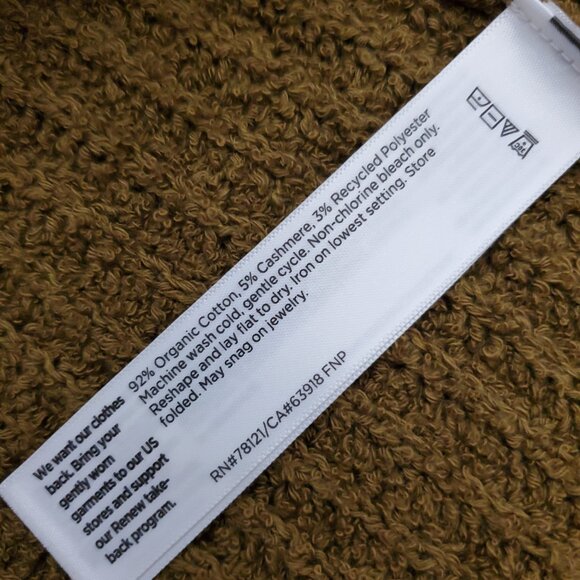 92% Organic Cotton, 5% Cashmere, 3% Recycled Polyester
Machine wash cold, gentle cycle. Non-chlorine bleach only.
Reshape and lay flat to dry. Iron on lowest setting. Store
folded. May snag on jewelry.
RN#78121/CA#63918 FNP
We want our clothes
back. Bring your
gently worn
garments to our US
stores and support
our Renew take-
back program.